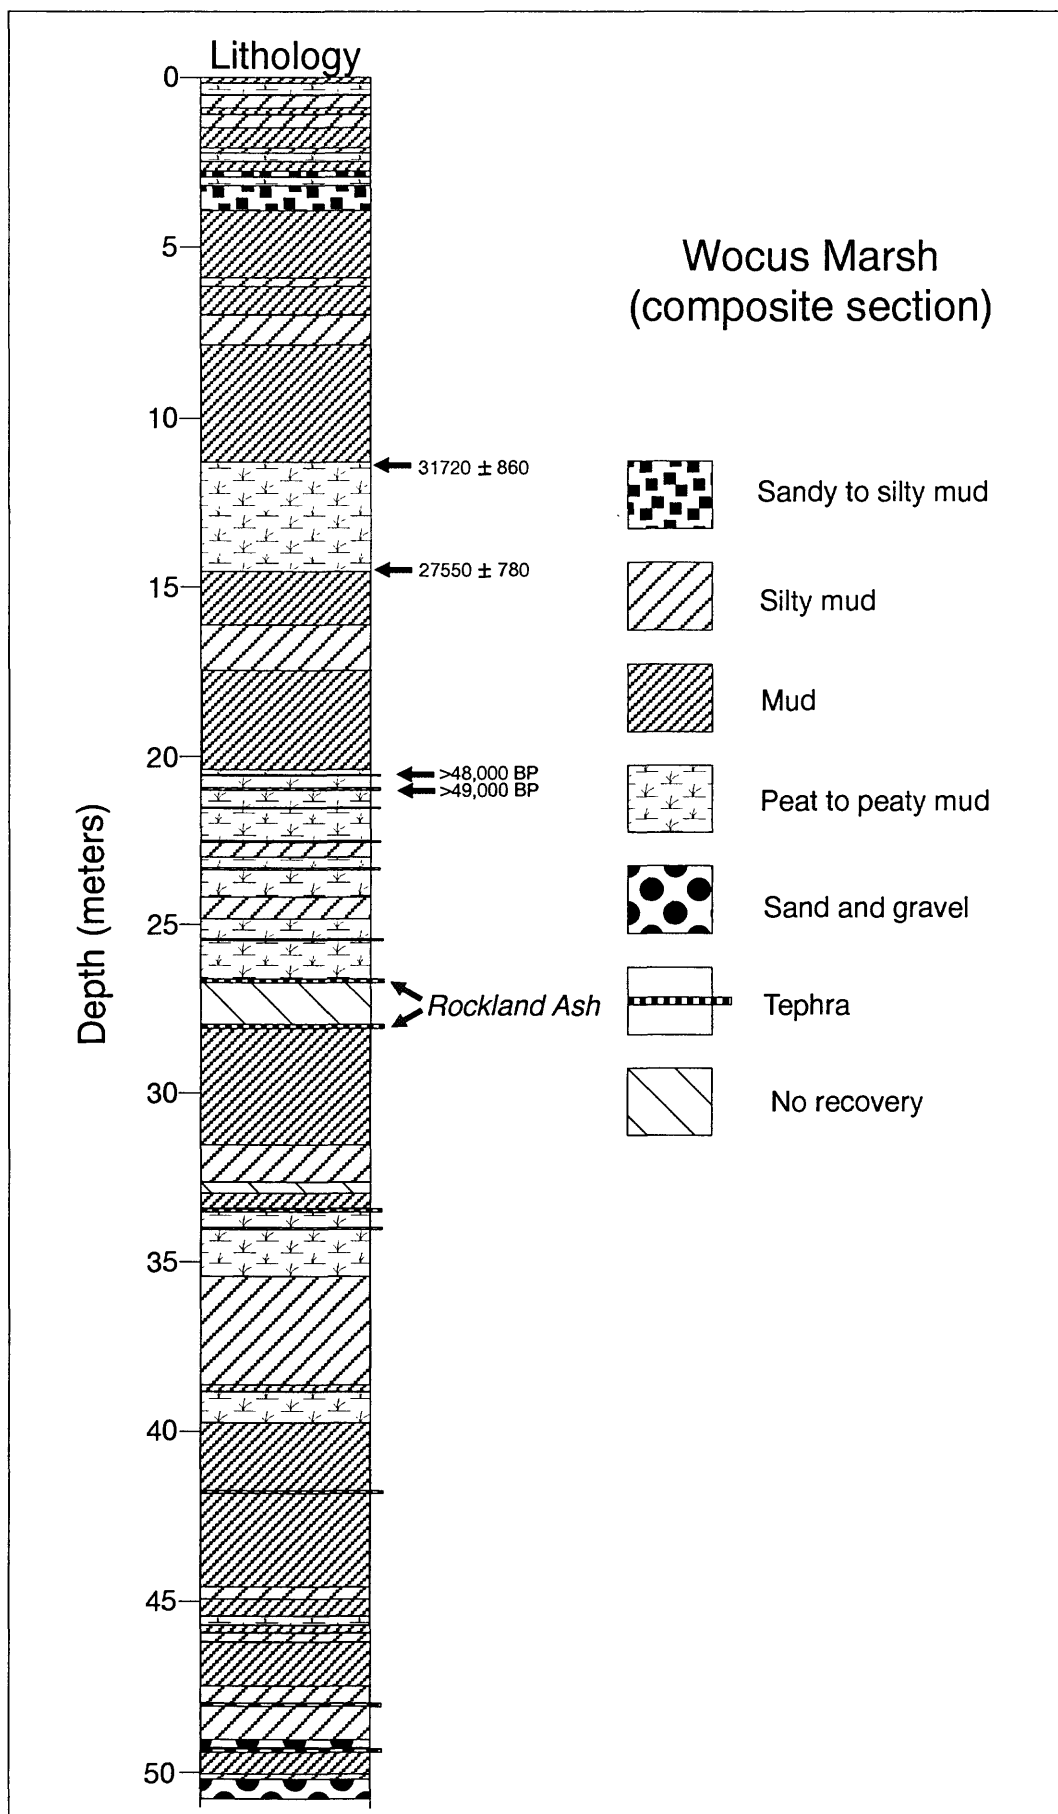 Lithology
0
5
10
15
20
25
30
35
40
45
50
Depth (meters)
31720 ± 860
27550 ± 780
>48,000 BP
>49,000 BP
Rockland Ash
Wocus Marsh
(composite section)
Sandy to silty mud
Silty mud
Mud
Peat to peaty mud
Sand and gravel
Tephra
No recovery